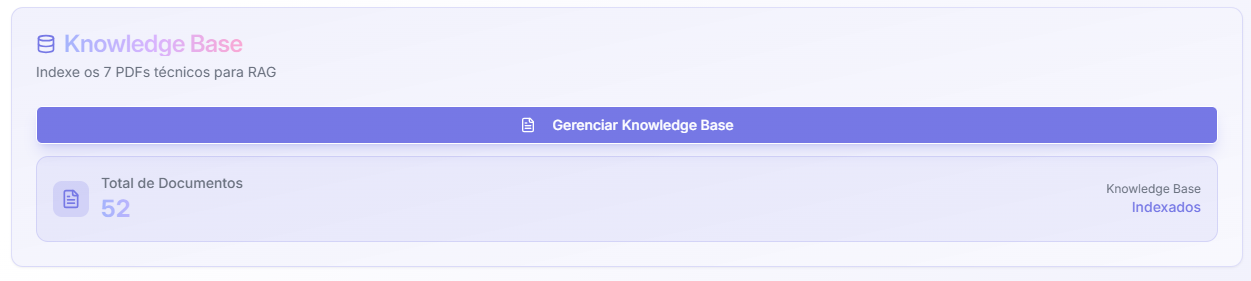 Knowledge Base
Indexe os 7 PDFs técnicos para RAG
Gerenciar Knowledge Base
Total de Documentos
52
Knowledge Base
Indexados